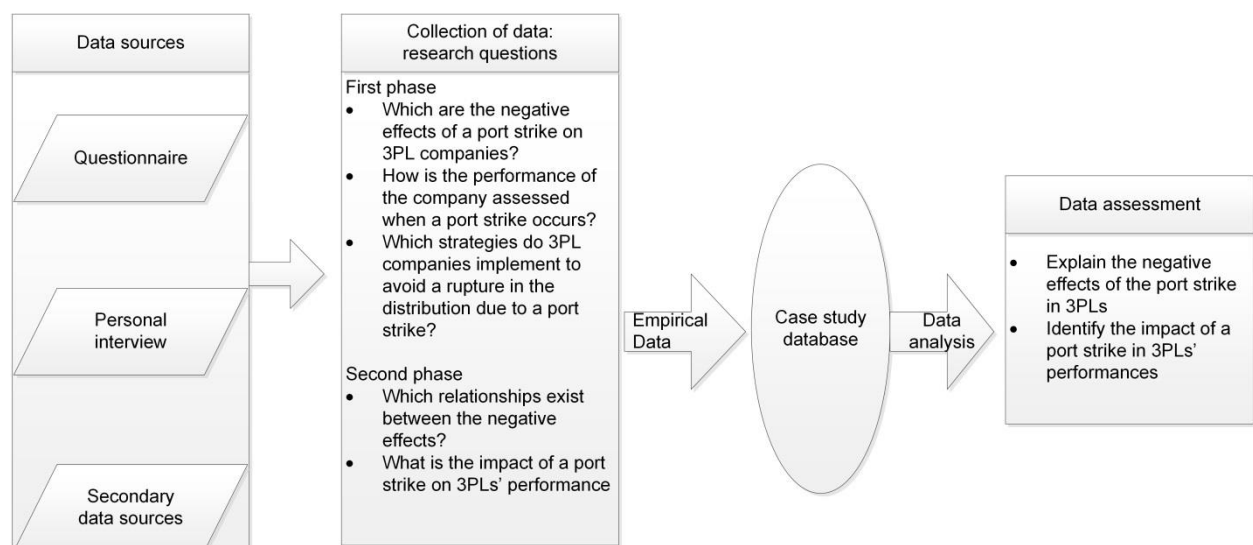 Data sources
Questionnaire
Personal
interview
Secondary
data sources
Collection of data:
research questions
First phase
• Which are the negative
effects of a port strike on
3PL companies?
• How is the performance of
the company assessed
when a port strike occurs?
• Which strategies do 3PL
companies implement to
avoid a rupture in the
distribution due to a port
strike?
Second phase
• Which relationships exist
between the negative
effects?
• What is the impact of a port
strike on 3PLs’ performance
Empirical
Data
Case study
database
Data
analysis
Data assessment
• Explain the negative
effects of the port strike
in 3PLs
• Identify the impact of a
port strike in 3PLs’
performances